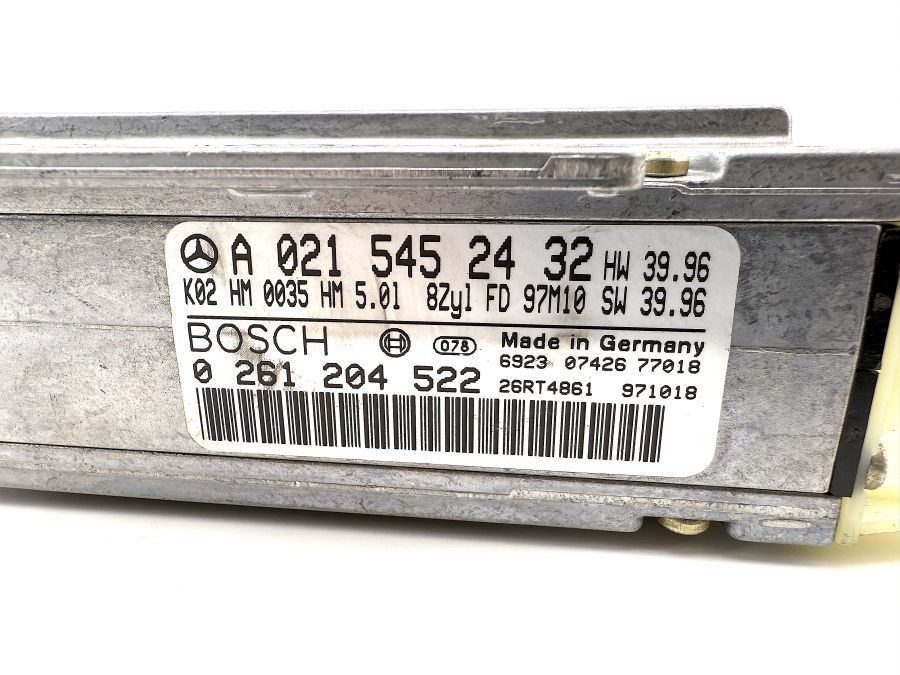 A 021 545 24 32 HW 39.96
K02 HM 0035 HM 5.0l 8Zyl FD 97M10 SW 39.96
BOSCH 078 Made in Germany
6923 07426 77018
0 261 204 522 26RT4861 971018